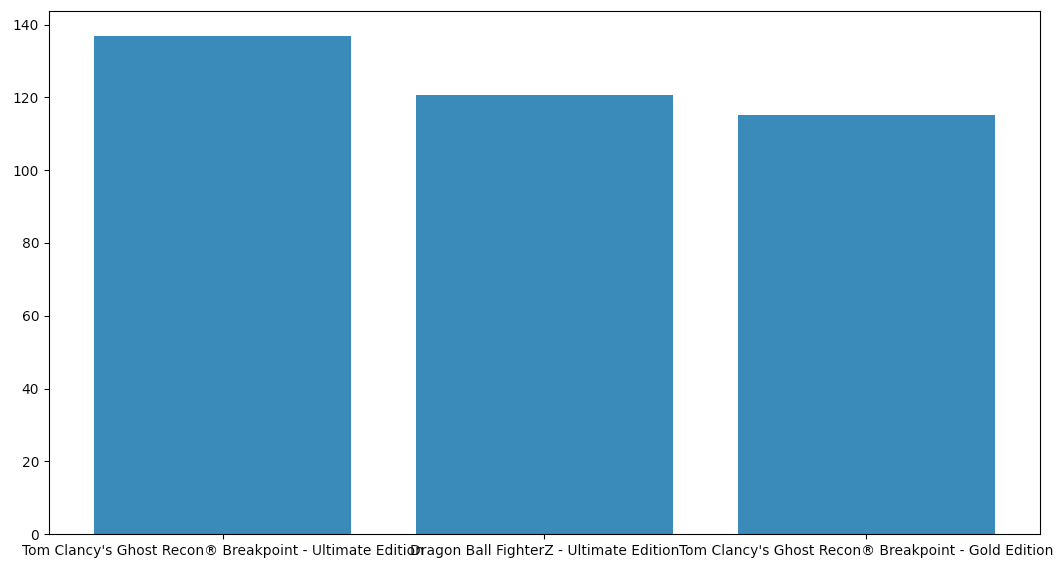 140
120
100
80
60
40
20
0
Tom Clancy's Ghost Recon® Breakpoint - Ultimate Edition
Dragon Ball FighterZ - Ultimate Edition
Tom Clancy's Ghost Recon® Breakpoint - Gold Edition